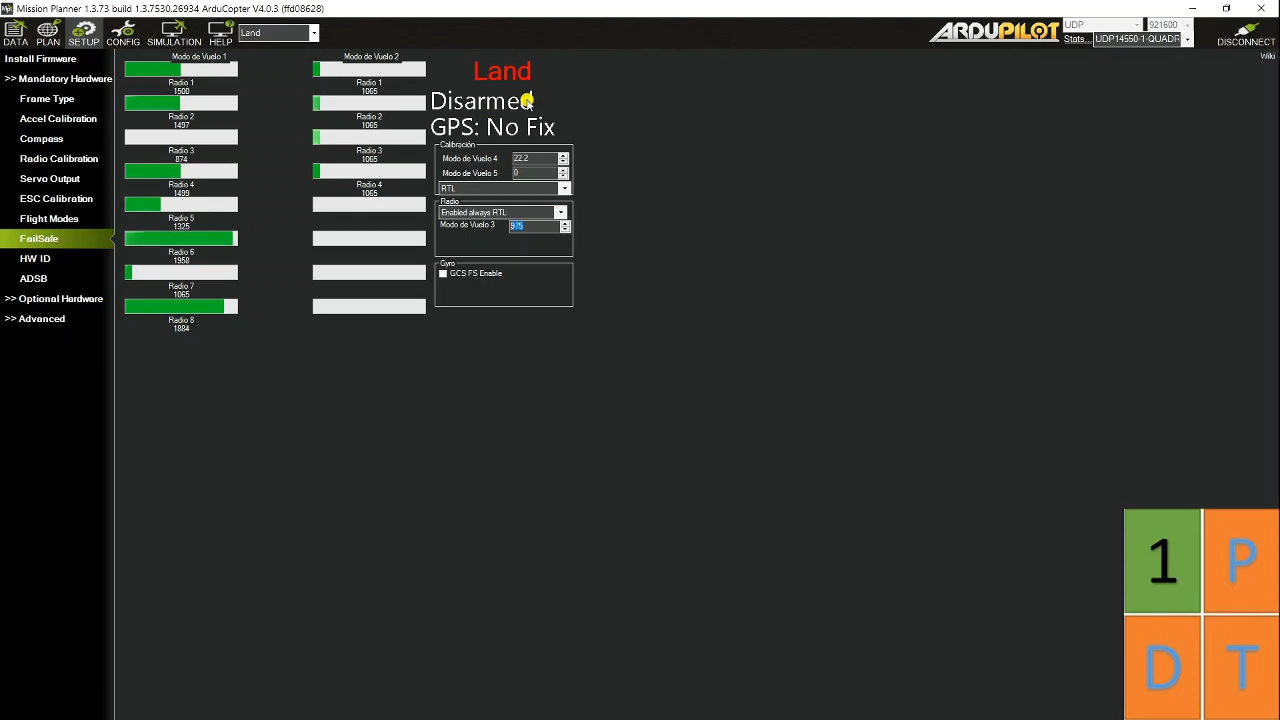 Mission Planner 1.3.73 build 1.3.7530.26934 ArduCopter V4.0.3 (ffd08628)
DATA PLAN SETUP CONFIG SIMULATION HELP
Land
ARDUPILOT
UDP
921600
Stats...
UDP14550-1-QUADR
DISCONNECT
Wiki
Install Firmware
>> Mandatory Hardware
Frame Type
Accel Calibration
Compass
Radio Calibration
Servo Output
ESC Calibration
Flight Modes
FailSafe
HW ID
ADSB
>> Optional Hardware
>> Advanced
Modo de Vuelo 1
Radio 1
1500
Radio 2
1497
Radio 3
874
Radio 4
1499
Radio 5
1325
Radio 6
1958
Radio 7
1065
Radio 8
1884
Modo de Vuelo 2
Radio 1
1065
Radio 2
1065
Radio 3
1065
Radio 4
1065
Land
Disarmed
GPS: No Fix
Calibración
Modo de Vuelo 4 22.2
Modo de Vuelo 5 0
RTL
Radio
Enabled always RTL
Modo de Vuelo 3 975
Gyro
GCS FS Enable
1 P
D T